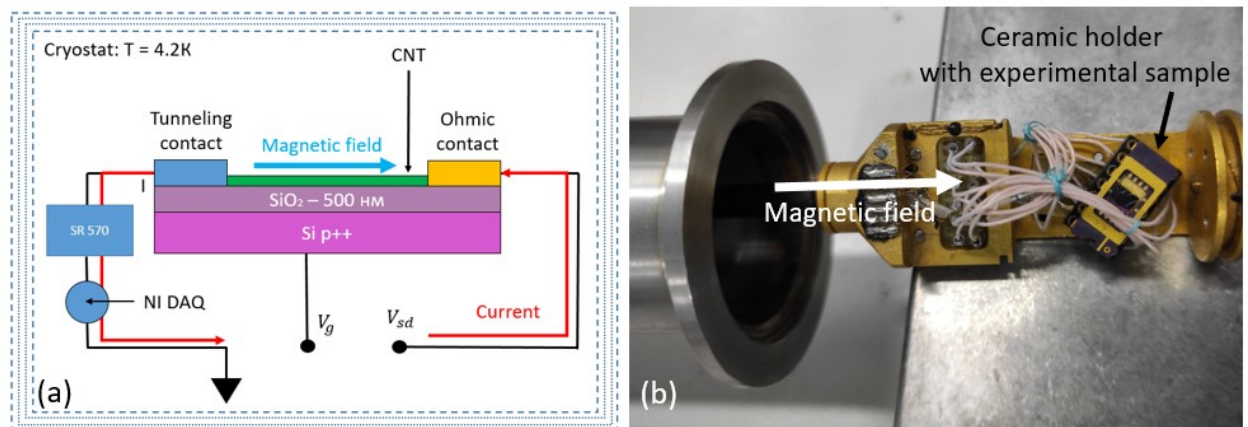 Cryostat: T = 4.2К
CNT
Tunneling
contact
Magnetic field
Ohmic
contact
I
SiO₂ – 500 нм
SR 570
Si p++
NI DAQ
V_g
V_sd
Current
(a)
Ceramic holder
with experimental sample
Magnetic field
(b)